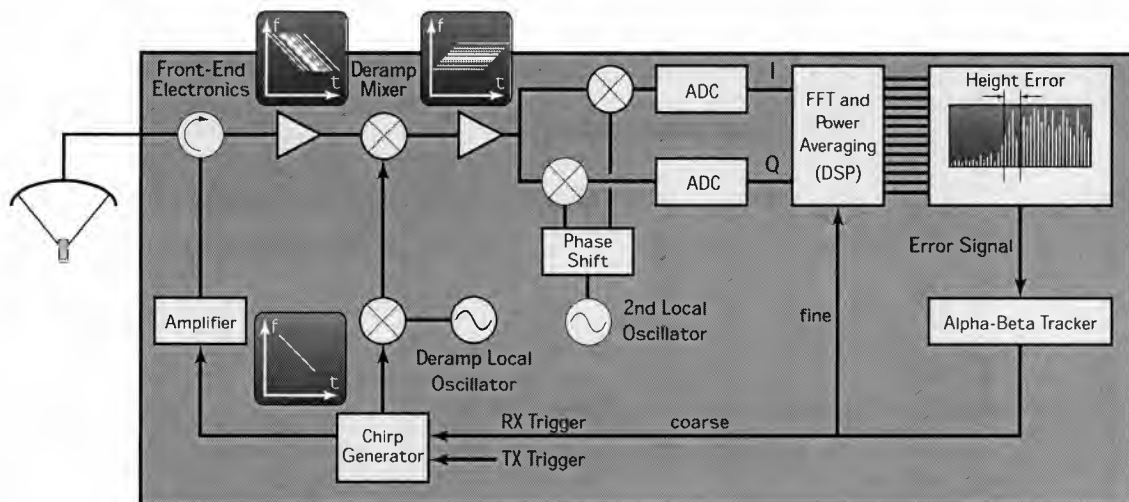 f
t
f
t
Front-End
Electronics
Deramp
Mixer
I
ADC
FFT and
Power
Averaging
(DSP)
Height Error
Q
ADC
Phase
Shift
Error Signal
Amplifier
f
t
Deramp Local
Oscillator
2nd Local
Oscillator
fine
Alpha-Beta Tracker
Chirp
Generator
RX Trigger
coarse
TX Trigger